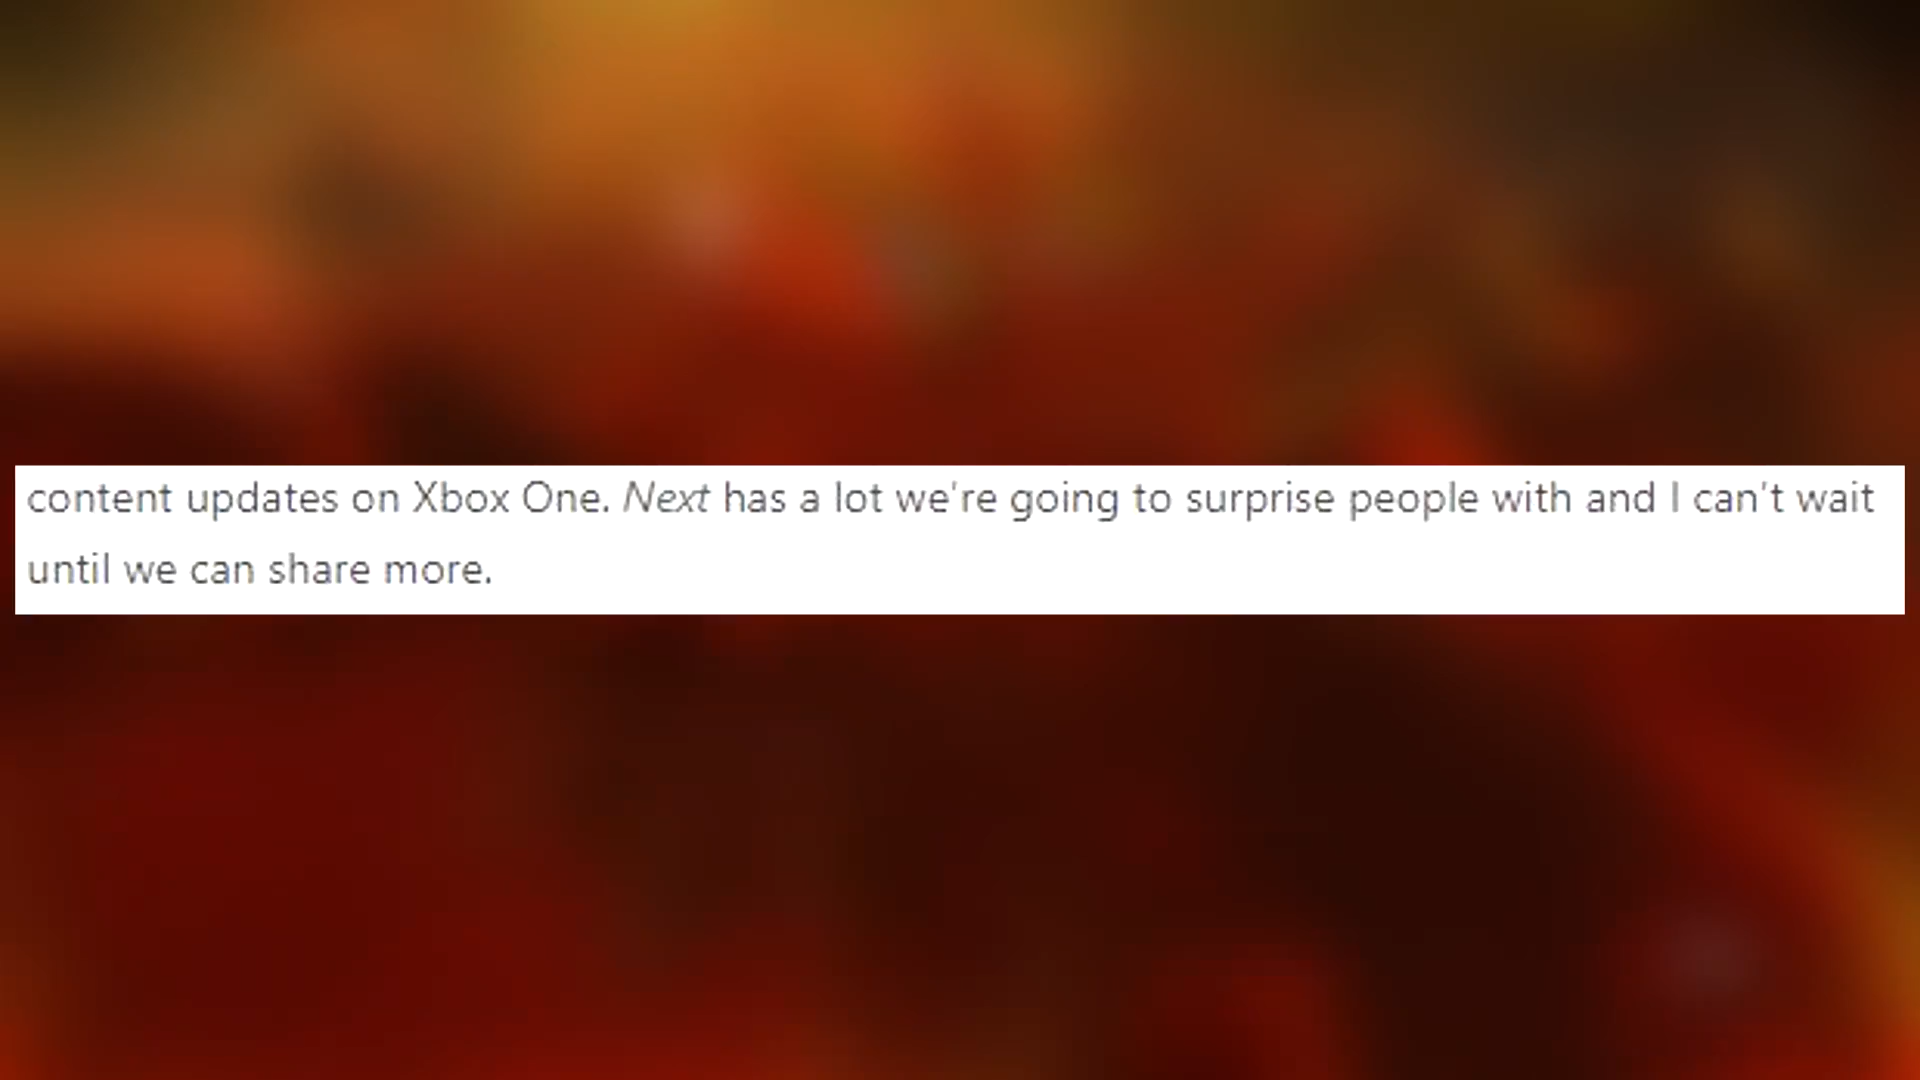 content updates on Xbox One. Next has a lot we're going to surprise people with and I can't wait
until we can share more.